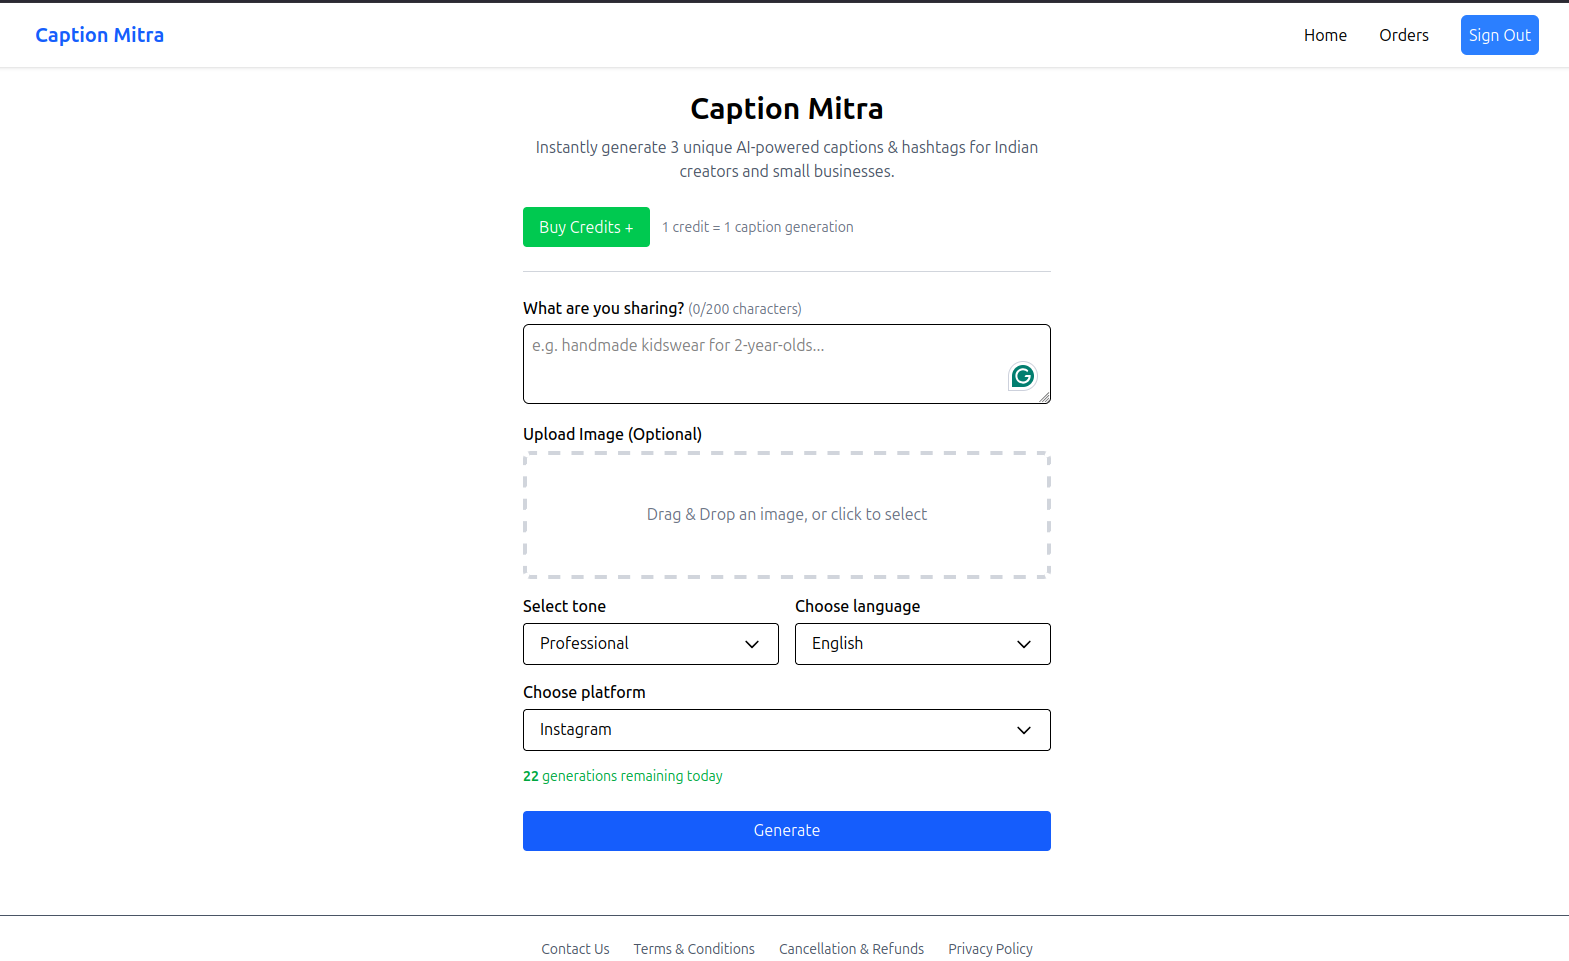 Caption Mitra
Home
Orders
Sign Out
Caption Mitra
Instantly generate 3 unique AI-powered captions & hashtags for Indian
creators and small businesses.
Buy Credits +
1 credit = 1 caption generation
What are you sharing? (0/200 characters)
e.g. handmade kidswear for 2-year-olds...
Upload Image (Optional)
Drag & Drop an image, or click to select
Select tone
Choose language
Professional
English
Choose platform
Instagram
22 generations remaining today
Generate
Contact Us
Terms & Conditions
Cancellation & Refunds
Privacy Policy